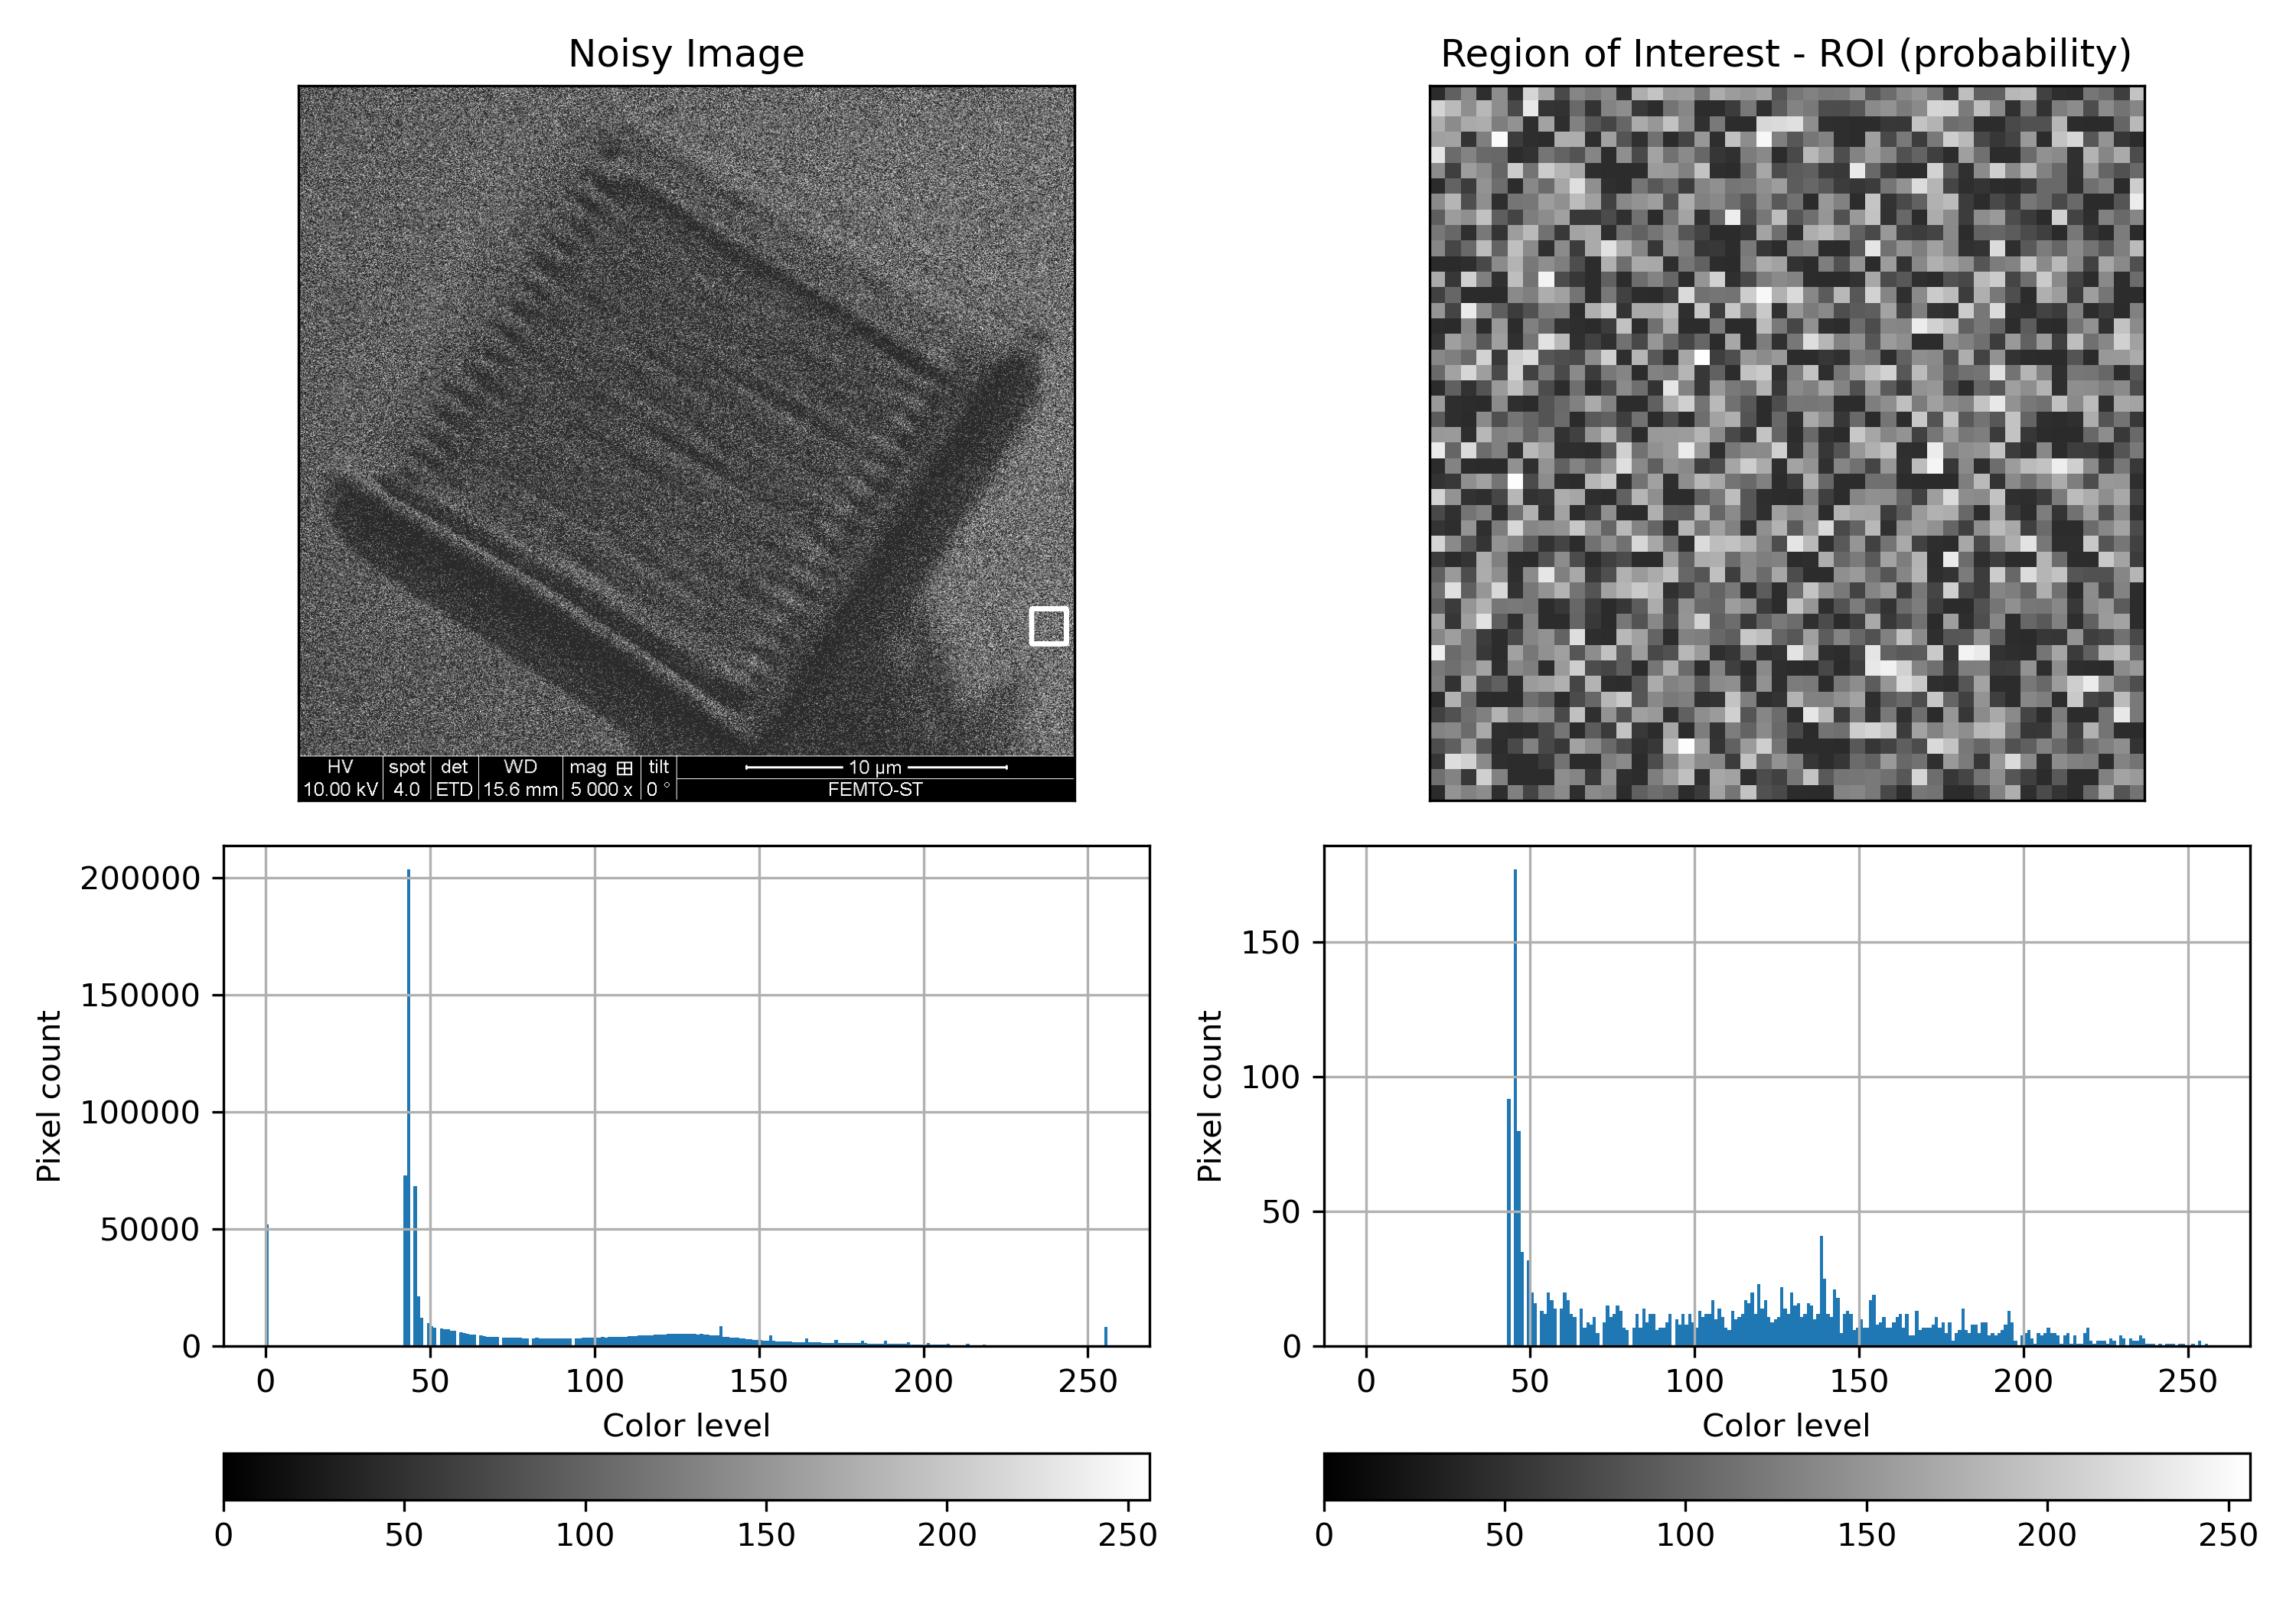 Noisy Image
Region of Interest - ROI (probability)
HV spot det WD mag ⊞ tilt
10.00 kV 4.0 ETD 15.6 mm 5 000 x 0 °
10 µm
FEMTO-ST
Pixel count
200000
150000
100000
50000
0
0 50 100 150 200 250
Color level
0 50 100 150 200 250
Pixel count
150
100
50
0
0 50 100 150 200 250
Color level
0 50 100 150 200 250